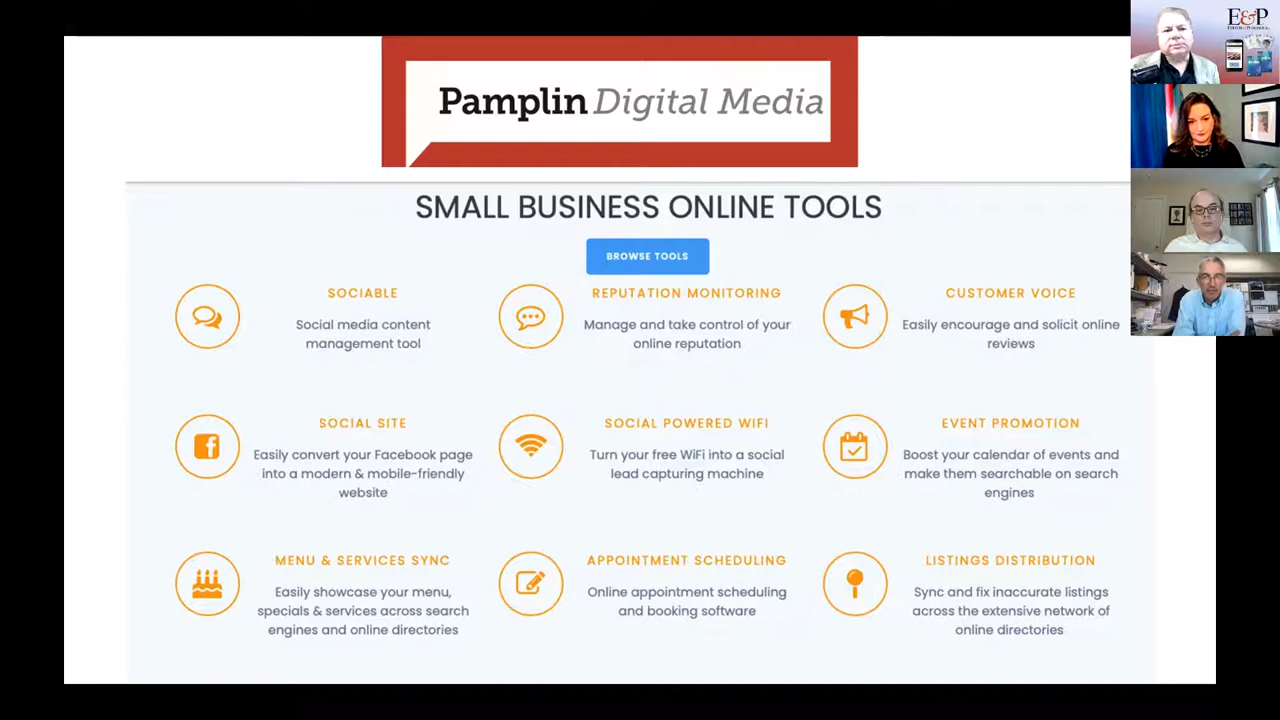 Pamplin Digital Media
E&P
SMALL BUSINESS ONLINE TOOLS
BROWSE TOOLS
SOCIABLE
Social media content
management tool
REPUTATION MONITORING
Manage and take control of your
online reputation
CUSTOMER VOICE
Easily encourage and solicit online
reviews
SOCIAL SITE
Easily convert your Facebook page
into a modern & mobile-friendly
website
SOCIAL POWERED WIFI
Turn your free WiFi into a social
lead capturing machine
EVENT PROMOTION
Boost your calendar of events and
make them searchable on search
engines
MENU & SERVICES SYNC
Easily showcase your menu,
specials & services across search
engines and online directories
APPOINTMENT SCHEDULING
Online appointment scheduling
and booking software
LISTINGS DISTRIBUTION
Sync and fix inaccurate listings
across the extensive network of
online directories